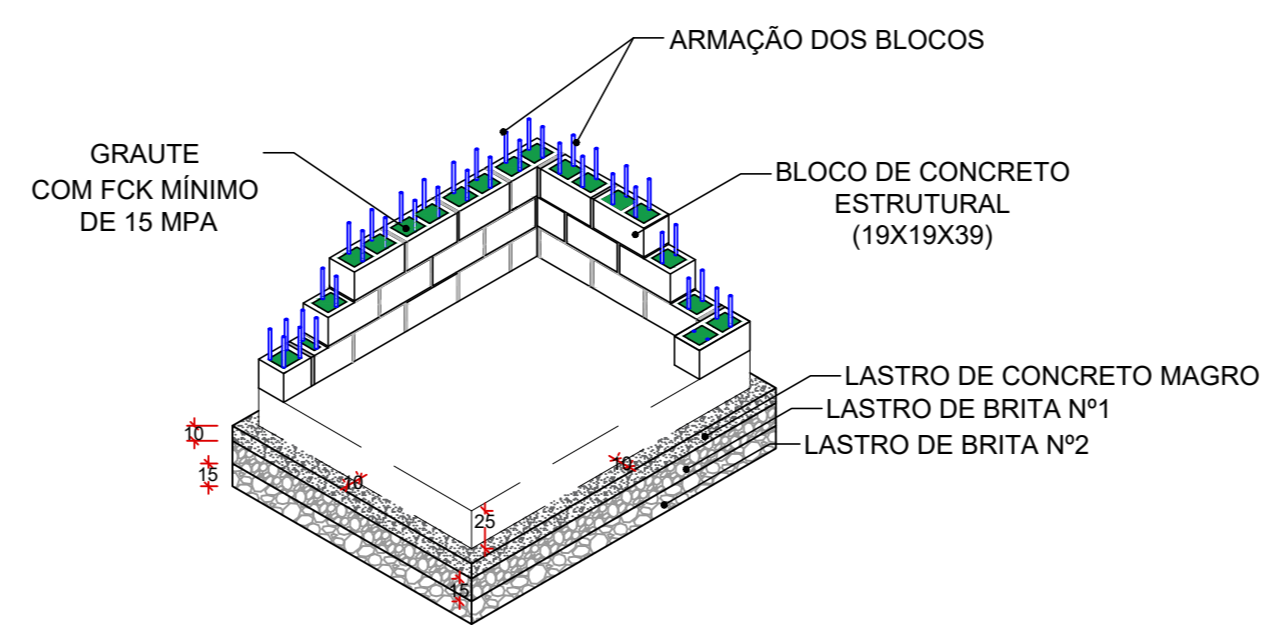 ARMAÇÃO DOS BLOCOS
GRAUTE
COM FCK MÍNIMO
DE 15 MPA
BLOCO DE CONCRETO
ESTRUTURAL
(19X19X39)
LASTRO DE CONCRETO MAGRO
LASTRO DE BRITA Nº1
LASTRO DE BRITA Nº2
10
15
10
10
25
15